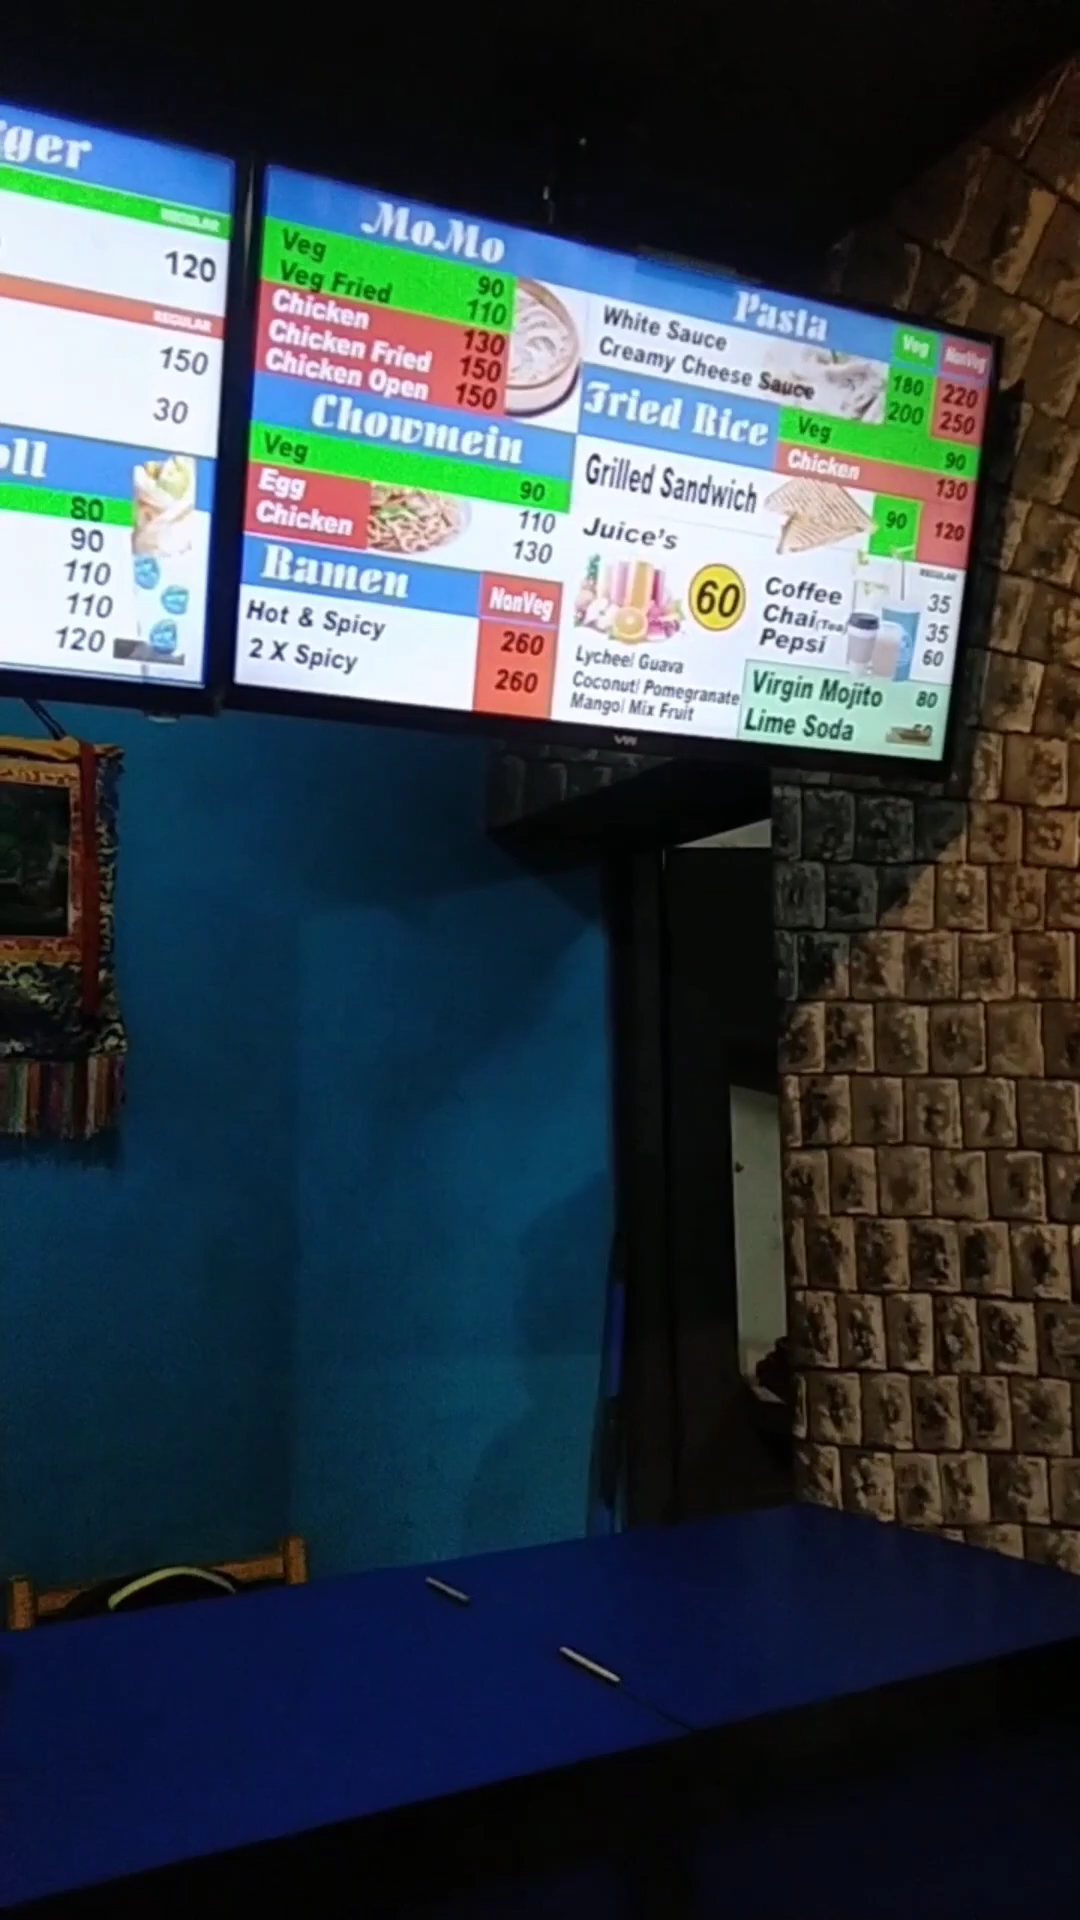 ger
REGULAR
120
REGULAR
150
30
oll
80
90
110
110
120
MoMo
Veg 90
Veg Fried 110
Chicken 130
Chicken Fried 150
Chicken Open 150
Chowmein
Veg 90
Egg 110
Chicken 130
Ramen NonVeg
Hot & Spicy 260
2 X Spicy 260
Pasta Veg NonVeg
White Sauce 180 220
Creamy Cheese Sauce 200 250
Fried Rice Veg 90
Chicken 130
Grilled Sandwich 90 120
Juice's
60
Lychee| Guava
Coconut| Pomegranate
Mango| Mix Fruit
REGULAR
Coffee 35
Chai(Tea) 35
Pepsi 60
Virgin Mojito 80
Lime Soda
VW